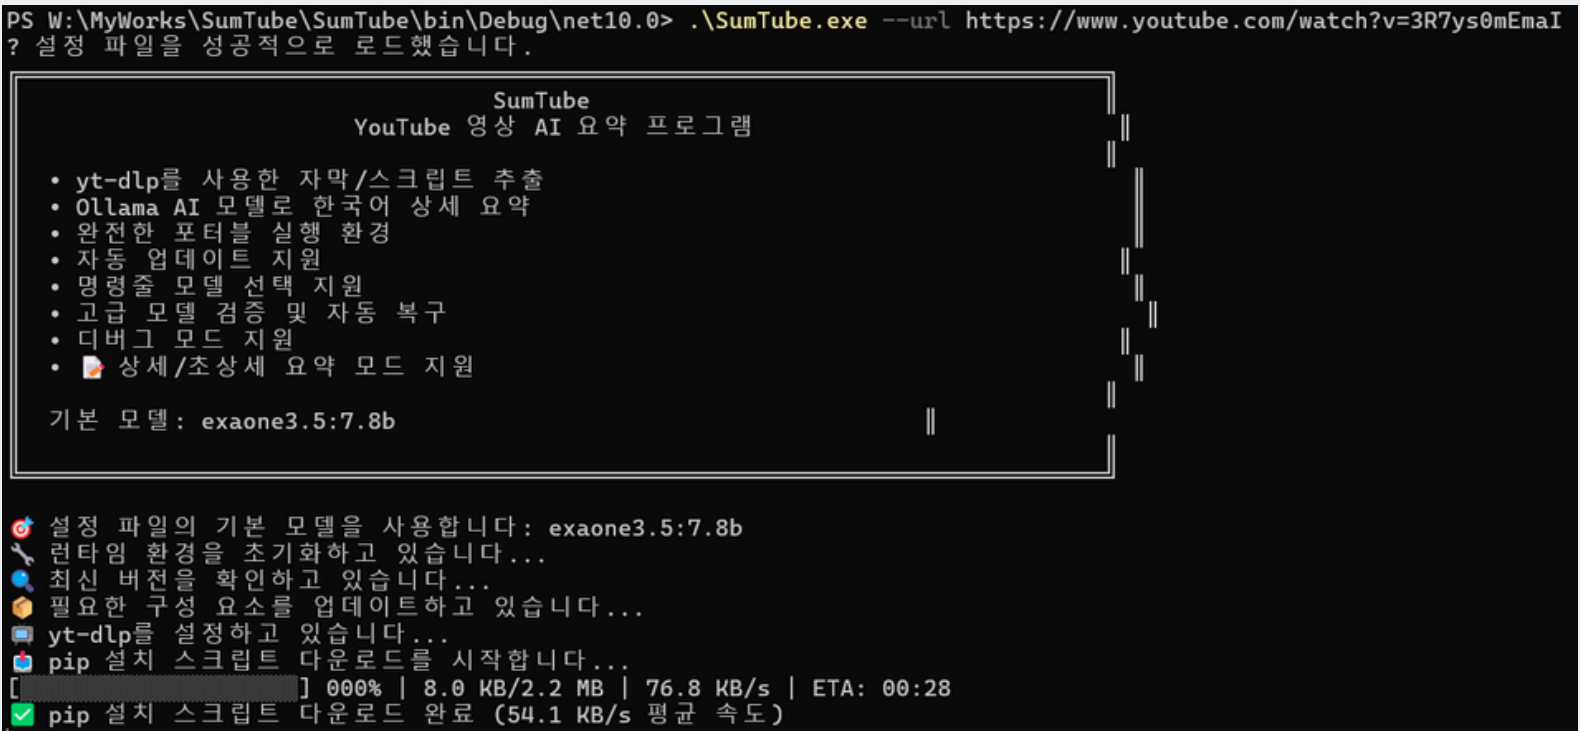 PS W:\MyWorks\SumTube\SumTube\bin\Debug\net10.0> .\SumTube.exe --url https://www.youtube.com/watch?v=3R7ys0mEmaI
? 설정 파일을 성공적으로 로드했습니다.
SumTube
YouTube 영상 AI 요약 프로그램
• yt-dlp를 사용한 자막/스크립트 추출
• Ollama AI 모델로 한국어 상세 요약
• 완전한 포터블 실행 환경
• 자동 업데이트 지원
• 명령줄 모델 선택 지원
• 고급 모델 검증 및 자동 복구
• 디버그 모드 지원
• 📝 상세/초상세 요약 모드 지원
기본 모델: exaone3.5:7.8b
🎯 설정 파일의 기본 모델을 사용합니다: exaone3.5:7.8b
🔧 런타임 환경을 초기화하고 있습니다...
🔍 최신 버전을 확인하고 있습니다...
📦 필요한 구성 요소를 업데이트하고 있습니다...
📺 yt-dlp를 설정하고 있습니다...
📥 pip 설치 스크립트 다운로드를 시작합니다...
[░░░░░░░░░░░░░░░░░░░░] 000% | 8.0 KB/2.2 MB | 76.8 KB/s | ETA: 00:28
✅ pip 설치 스크립트 다운로드 완료 (54.1 KB/s 평균 속도)